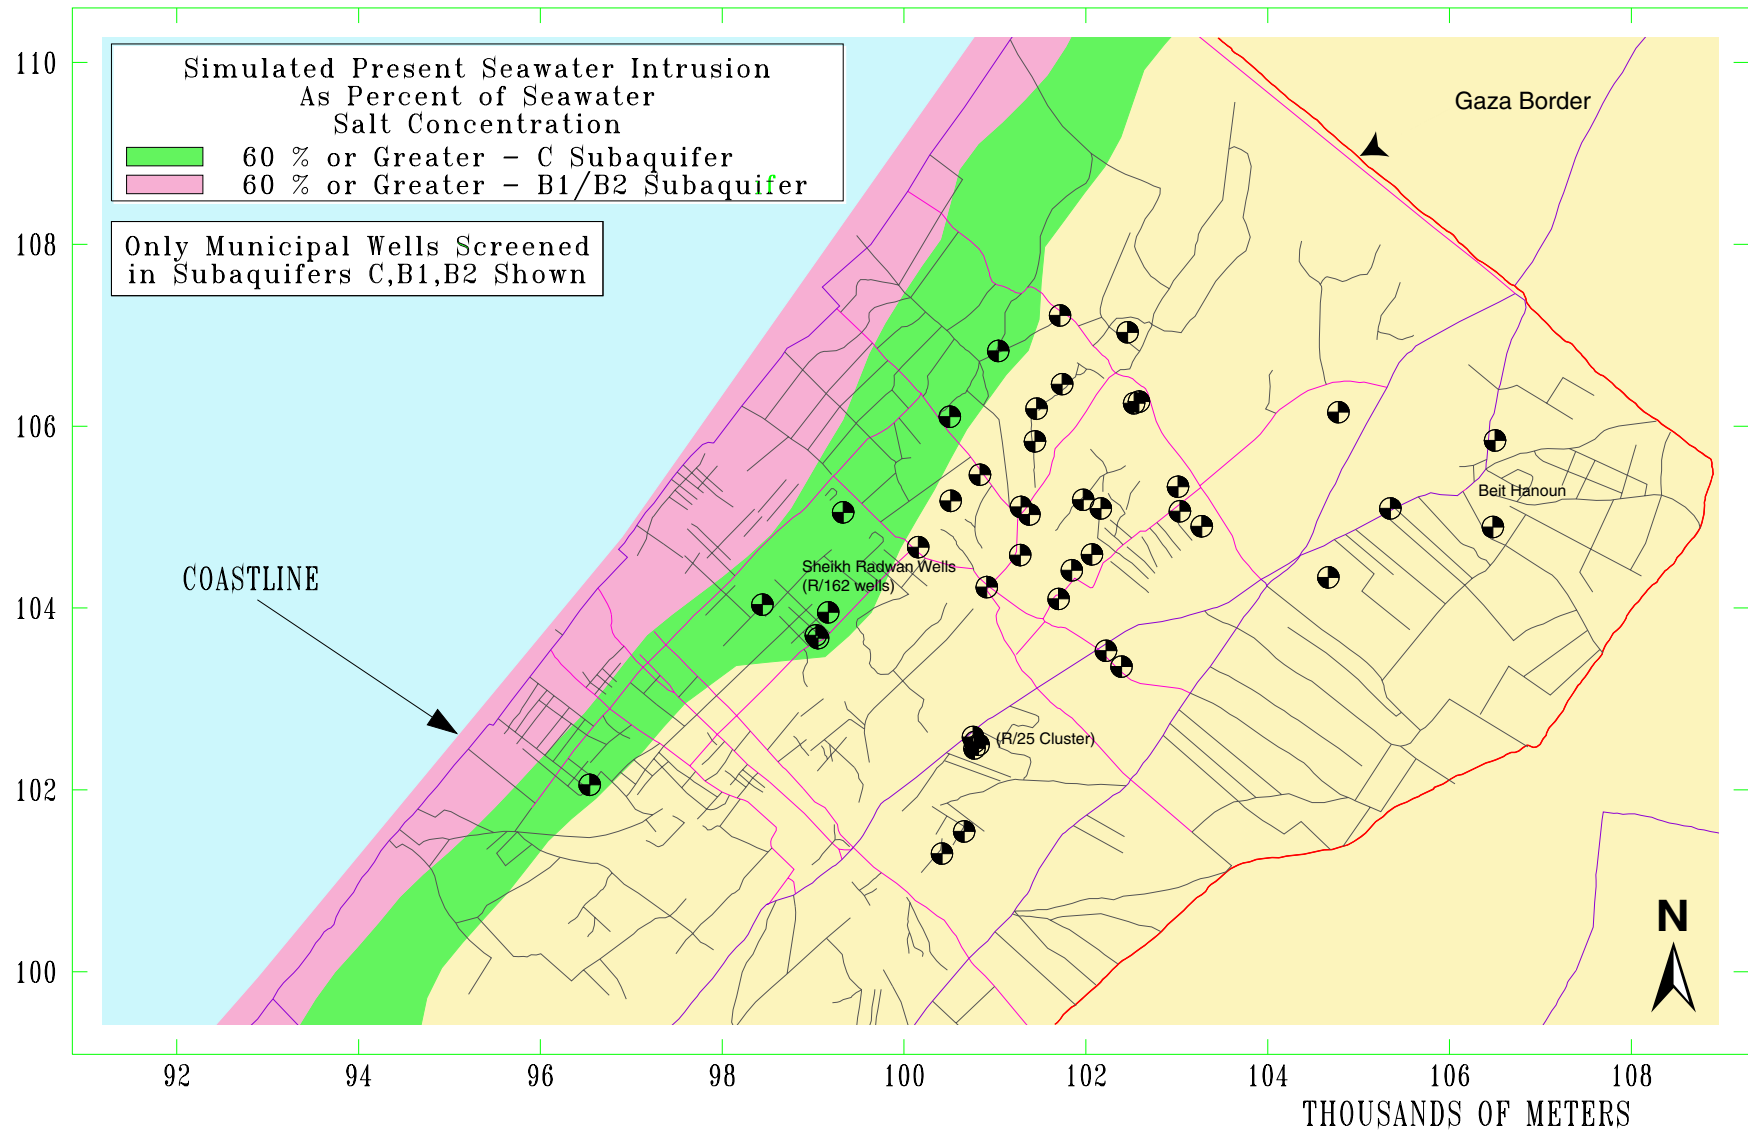 Simulated Present Seawater Intrusion
As Percent of Seawater
Salt Concentration
60 % or Greater – C Subaquifer
60 % or Greater – B1/B2 Subaquifer
Only Municipal Wells Screened
in Subaquifers C,B1,B2 Shown
Gaza Border
Beit Hanoun
Sheikh Radwan Wells
(R/162 wells)
COASTLINE
(R/25 Cluster)
N
110
108
106
104
102
100
92 94 96 98 100 102 104 106 108
THOUSANDS OF METERS